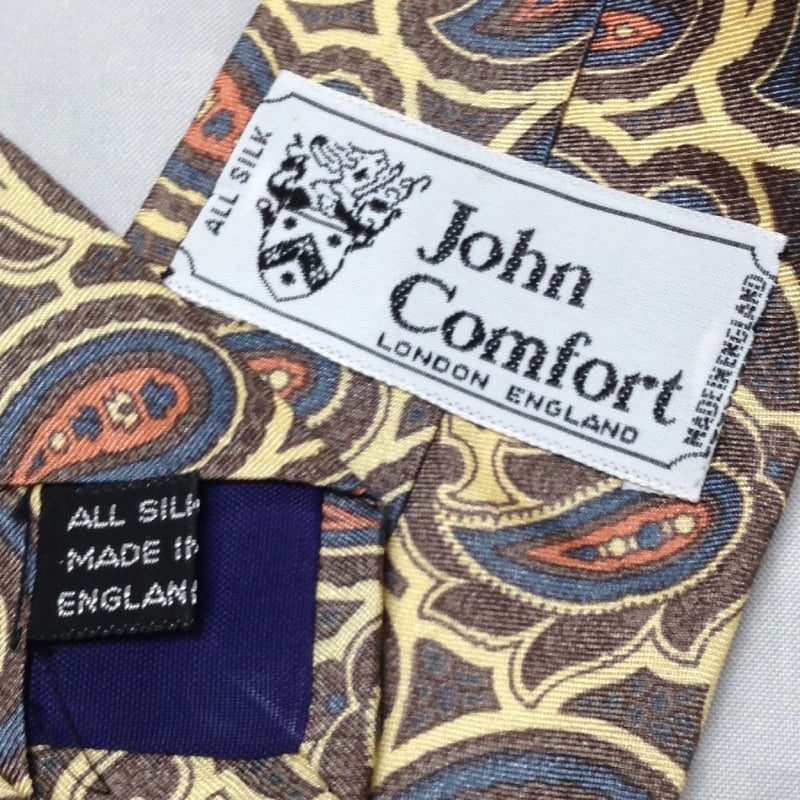 ALL SILK
John
Comfort
LONDON ENGLAND
MADE IN ENGLAND
ALL SILK
MADE IN
ENGLAND